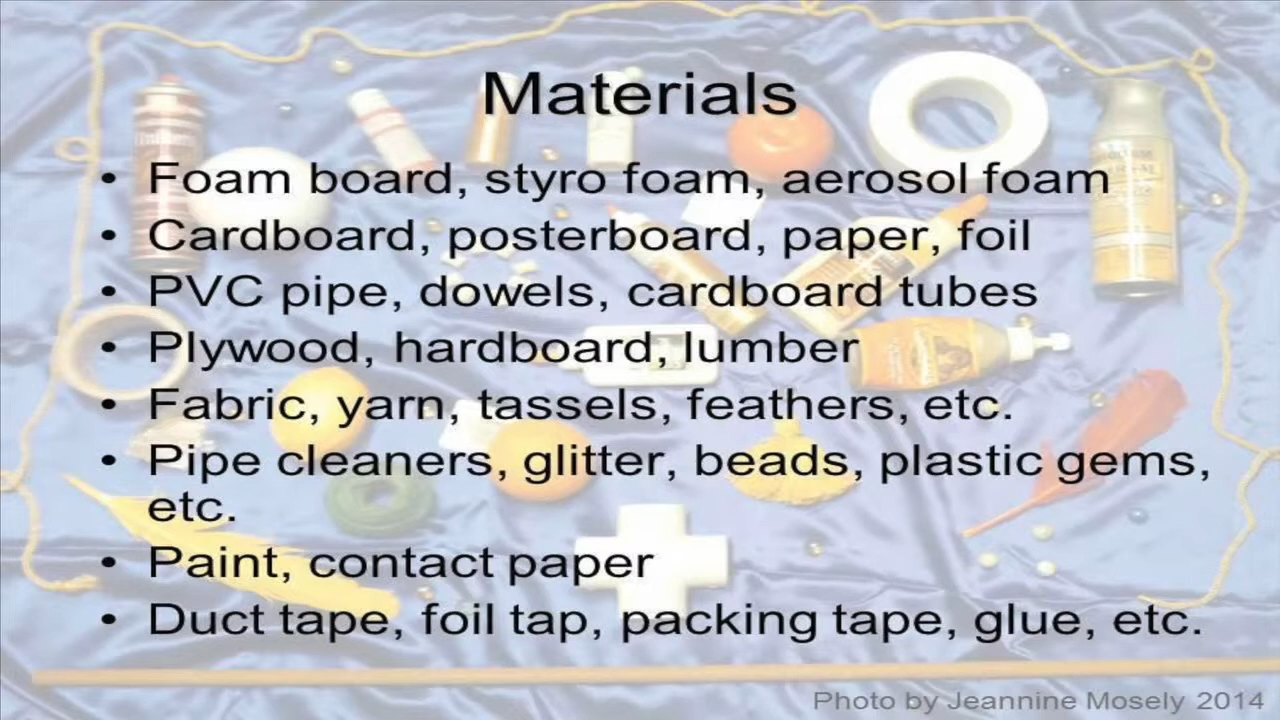 Materials
• Foam board, styro foam, aerosol foam
• Cardboard, posterboard, paper, foil
• PVC pipe, dowels, cardboard tubes
• Plywood, hardboard, lumber
• Fabric, yarn, tassels, feathers, etc.
• Pipe cleaners, glitter, beads, plastic gems,
etc.
• Paint, contact paper
• Duct tape, foil tap, packing tape, glue, etc.
Photo by Jeannine Mosely 2014